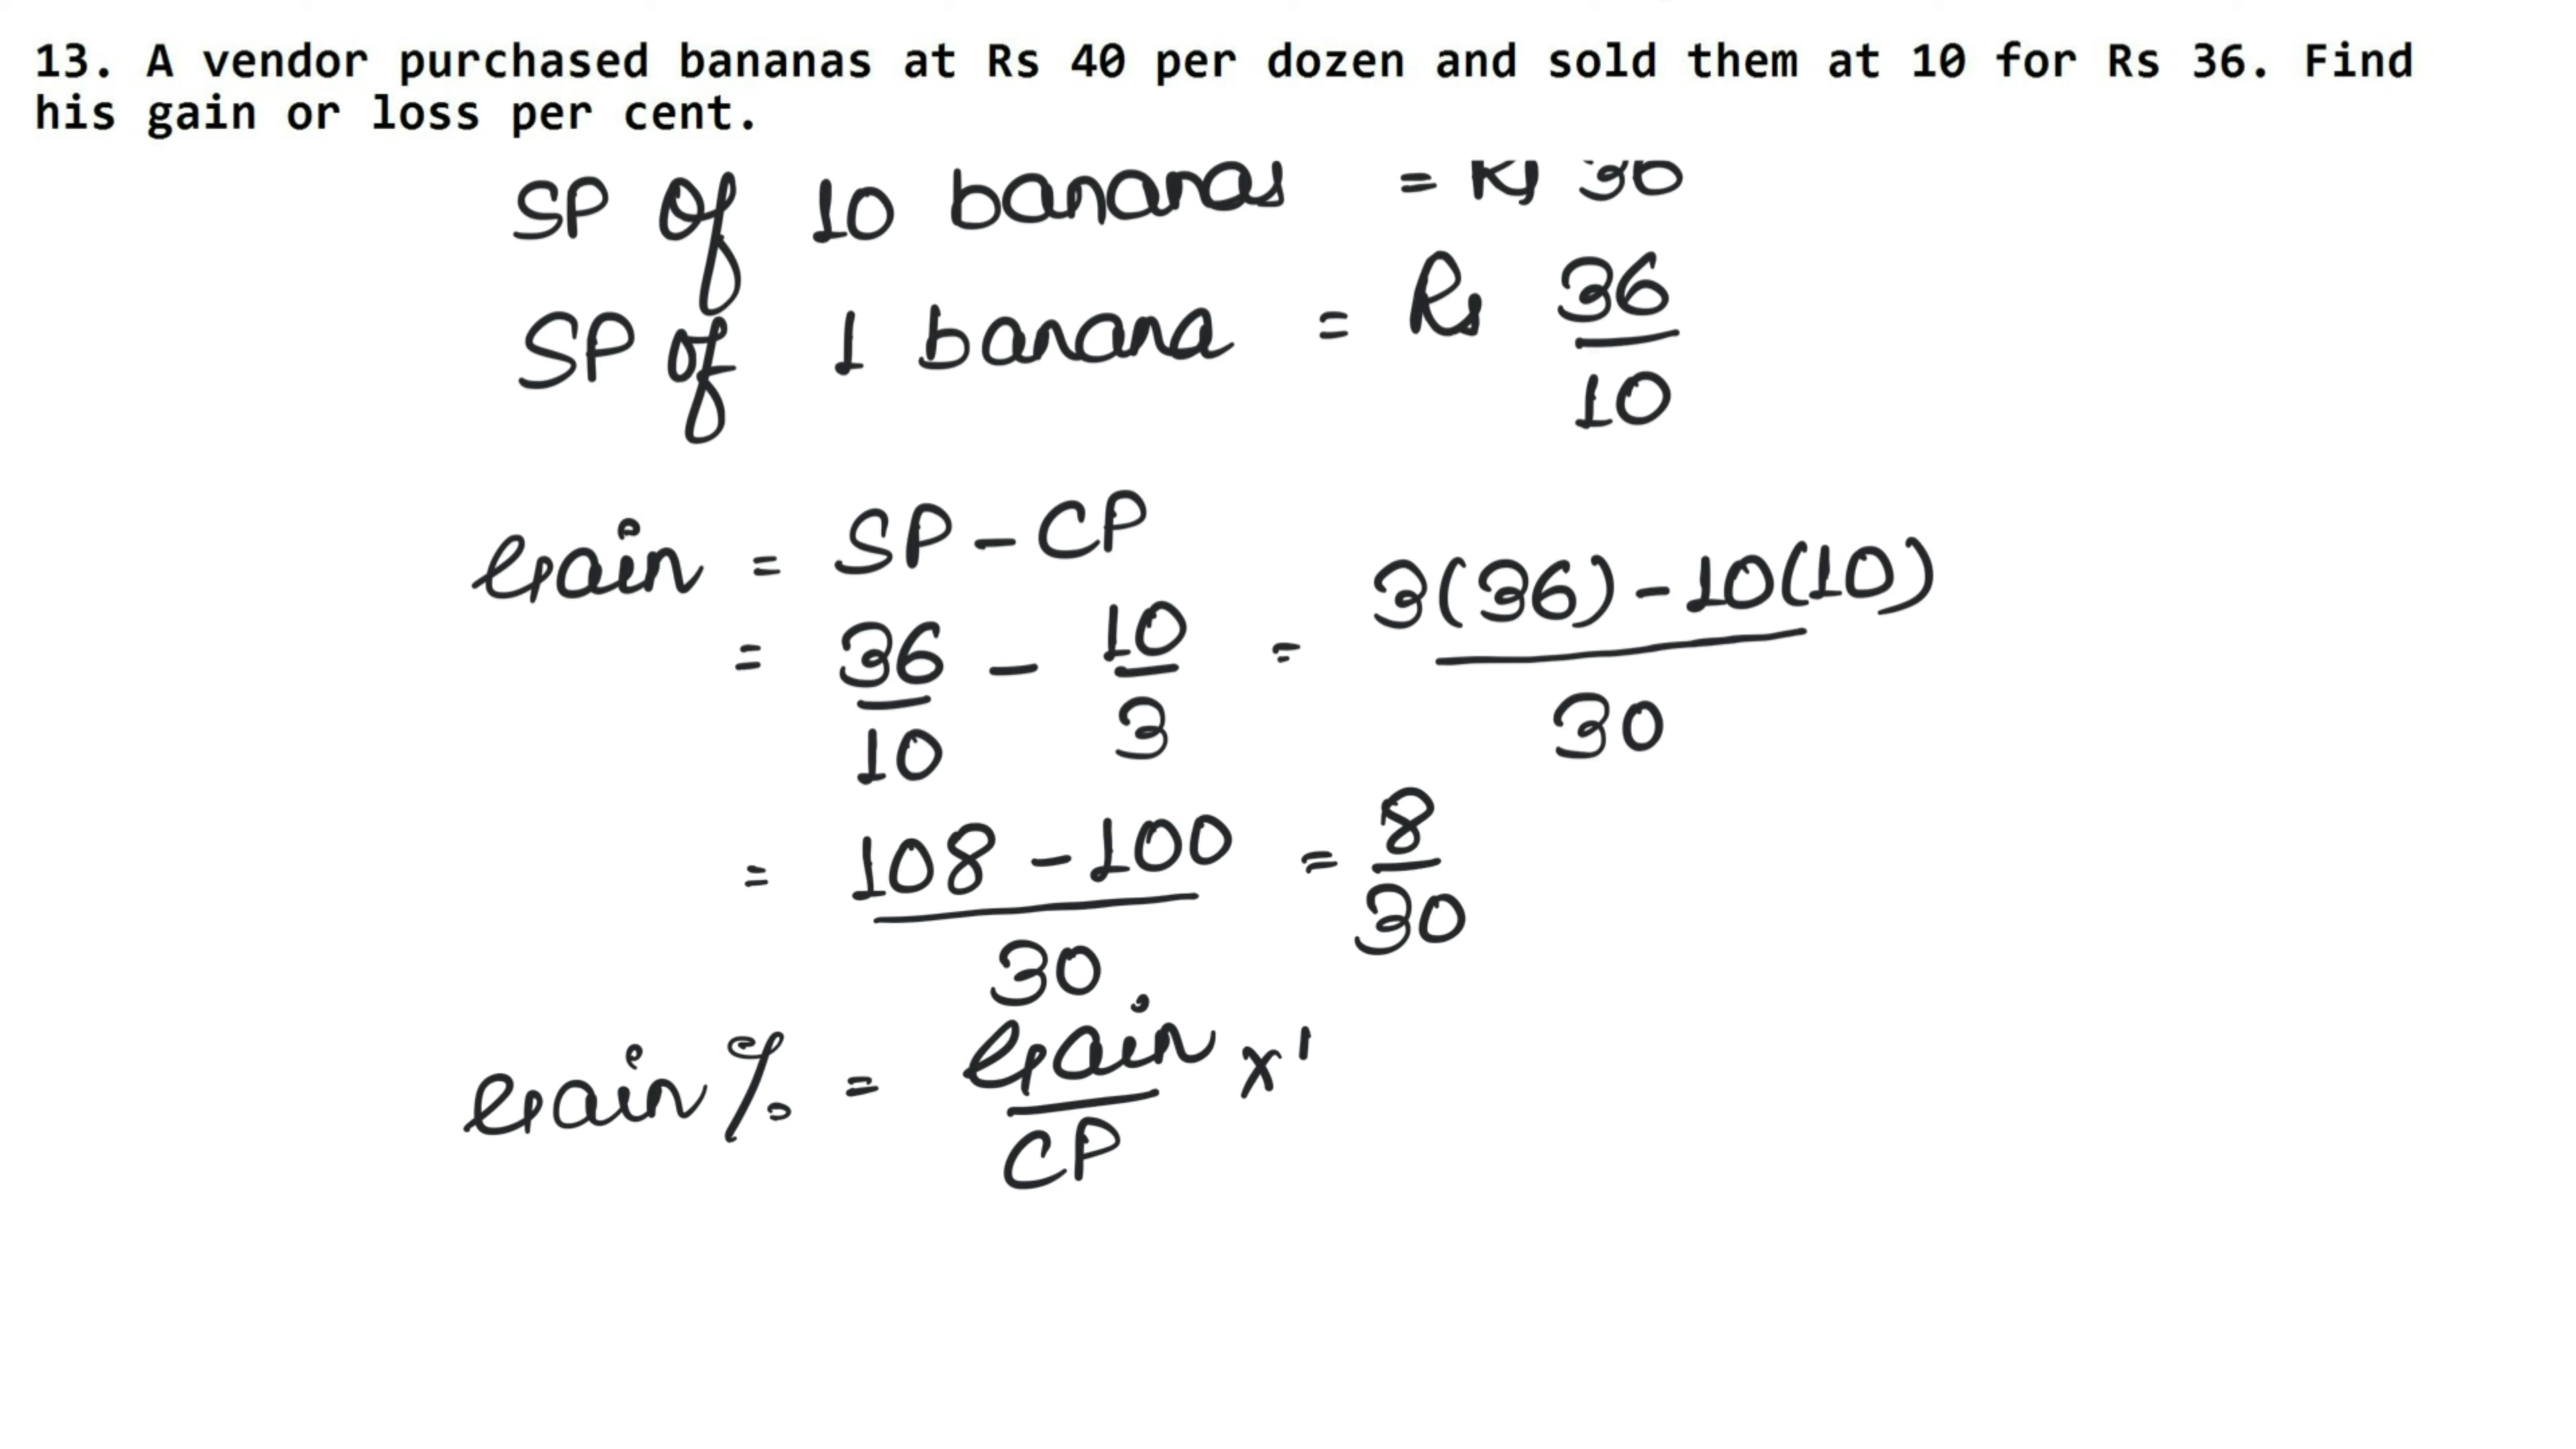 13. A vendor purchased bananas at Rs 40 per dozen and sold them at 10 for Rs 36. Find
his gain or loss per cent.
SP of 10 bananas = Rs 36
SP of 1 banana = Rs 36/10
Gain = SP - CP
= 36/10 - 10/3 = 3(36) - 10(10)/30
= 108 - 100/30 = 8/30
Gain % = Gain/CP x 1